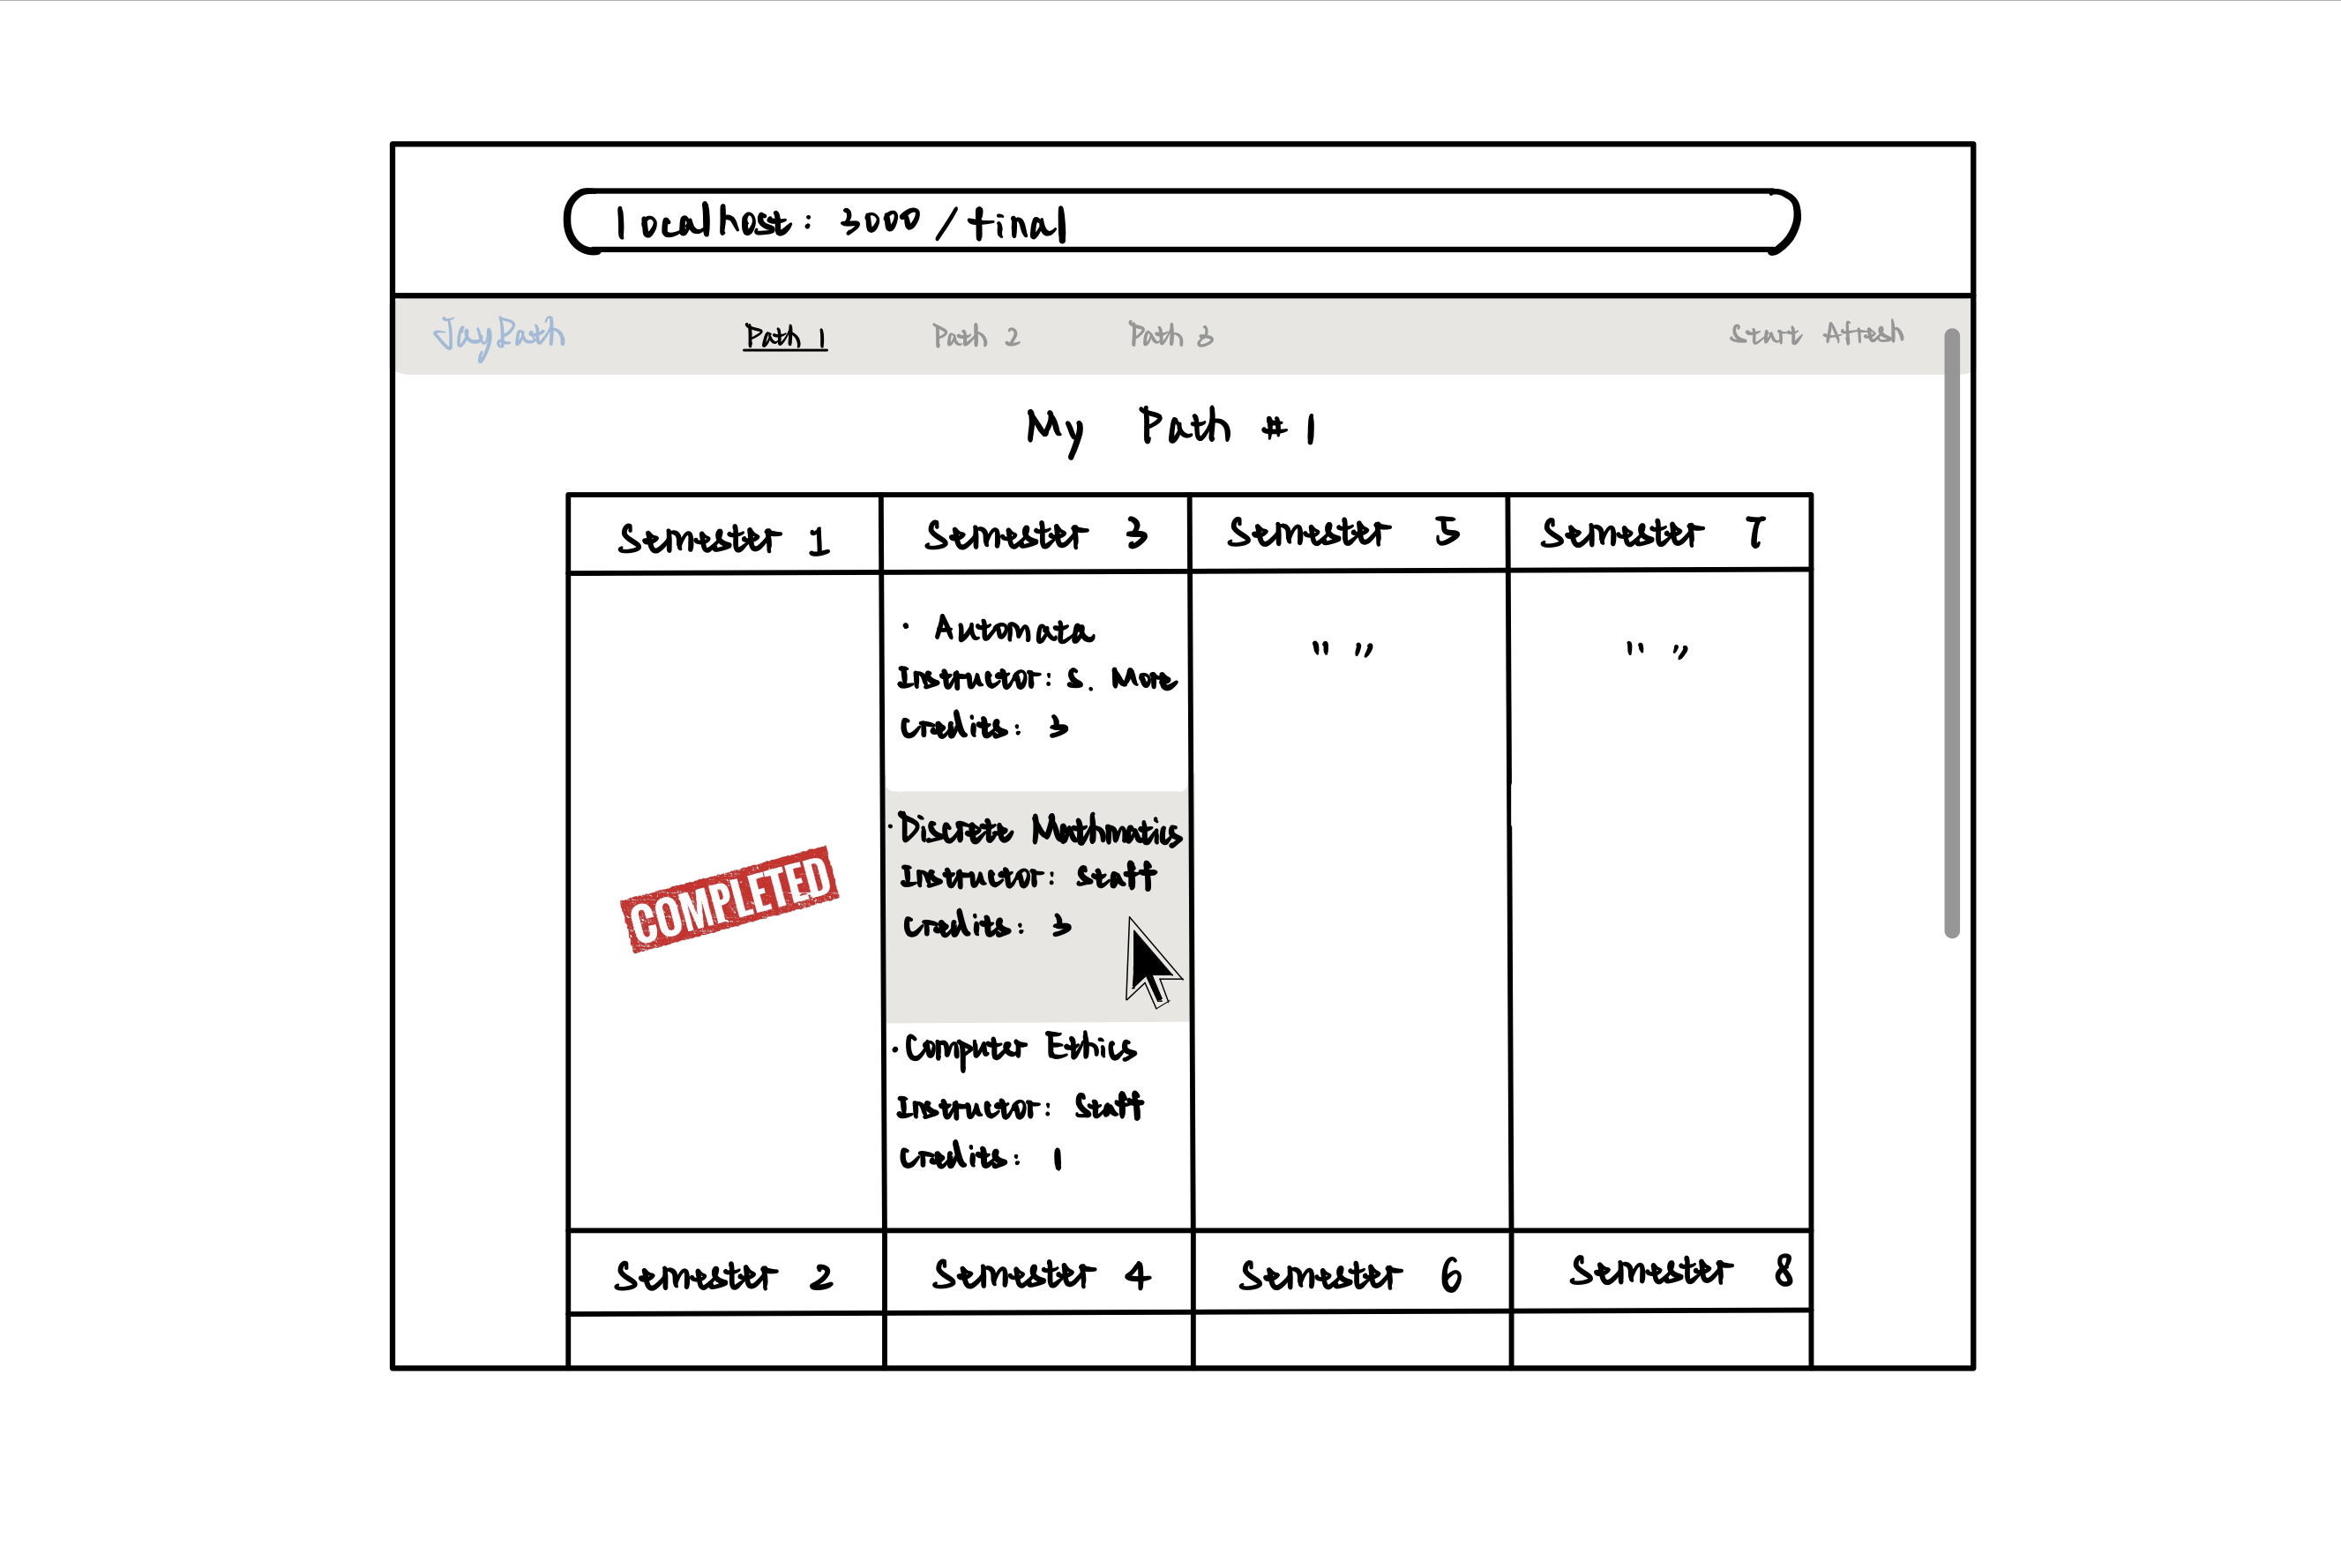 localhost: 3000/final
JayPath Path 1 Path 2 Path 3 Start Afresh
My Path #1
Semester 1 Semester 3 Semester 5 Semester 7
· Automata
Instructor: S. More
Credits: 3
" " " "
· Discrete Mathmatics
Instructor: Staff
Credits: 3
COMPLETED
· Computer Ethics
Instructor: Staff
Credits: 1
Semester 2 Semester 4 Semester 6 Semester 8